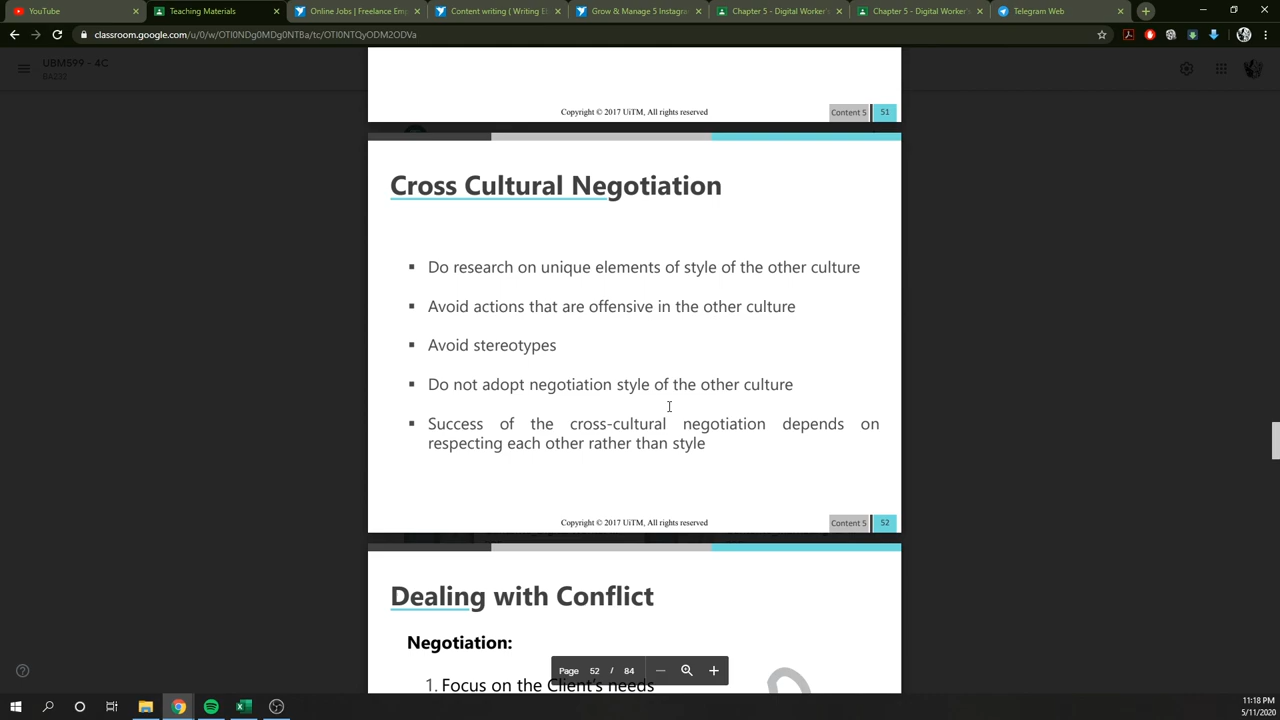 YouTube
Teaching Materials
Online Jobs | Freelance Em
Content writing ( Writing E
Grow & Manage 5 Instagra
Chapter 5 - Digital Worker'
Chapter 5 - Digital Worker'
Telegram Web
classroom.google.com/u/0/w/
UBM599 - 4C
BA232
Copyright © 2017 UiTM, All rights reserved
Content 5
51
Cross Cultural Negotiation
▪ Do research on unique elements of style of the other culture
▪ Avoid actions that are offensive in the other culture
▪ Avoid stereotypes
▪ Do not adopt negotiation style of the other culture
▪ Success of the cross-cultural negotiation depends on
respecting each other rather than style
Copyright © 2017 UiTM, All rights reserved
Content 5
52
Dealing with Conflict
Negotiation:
1. Focus on the Client's needs
Page 52 / 84
11:18 PM
5/11/2020